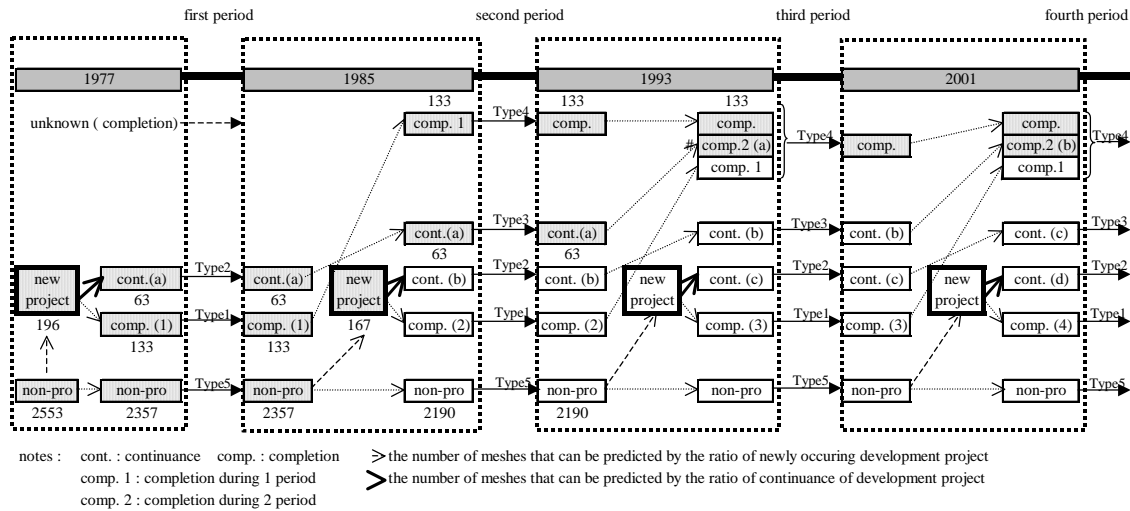 first period second period third period fourth period
1977 1985 1993 2001
133 133 133
unknown ( completion) comp. 1 Type4 comp. comp. Type4 comp. Type4
# comp.2 (a) comp. comp.2 (b)
comp. 1 comp.1
cont.(a) Type3 cont.(a) cont. (b) Type3 cont. (b) cont. (c) Type3
63 63
new project cont.(a) Type2 cont.(a) new project cont. (b) Type2 cont. (b) new project cont. (c) Type2 cont. (c) new project cont. (d) Type2
63 63
comp. (1) Type1 comp. (1) comp. (2) Type1 comp. (2) comp. (3) Type1 comp. (3) comp. (4) Type1
196 133 133 167
non-pro non-pro Type5 non-pro non-pro Type5 non-pro non-pro Type5 non-pro non-pro Type5
2553 2357 2357 2190 2190
notes : cont. : continuance comp. : completion the number of meshes that can be predicted by the ratio of newly occuring development project
comp. 1 : completion during 1 period the number of meshes that can be predicted by the ratio of continuance of development project
comp. 2 : completion during 2 period